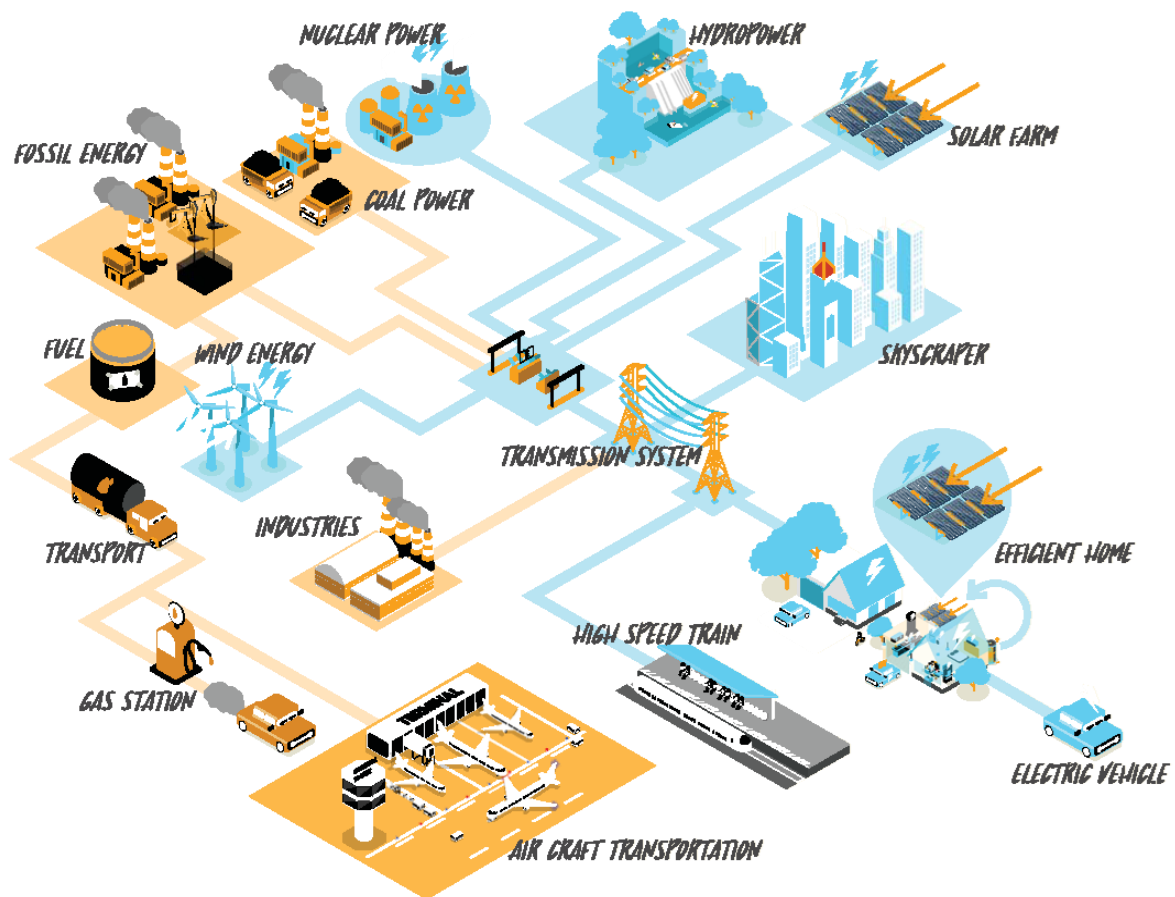 NUCLEAR POWER
HYDROPOWER
SOLAR FARM
FOSSIL ENERGY
COAL POWER
FUEL
WIND ENERGY
SKYSCRAPER
TRANSMISSION SYSTEM
INDUSTRIES
EFFICIENT HOME
TRANSPORT
HIGH SPEED TRAIN
GAS STATION
TERMINAL
ELECTRIC VEHICLE
AIR CRAFT TRANSPORTATION